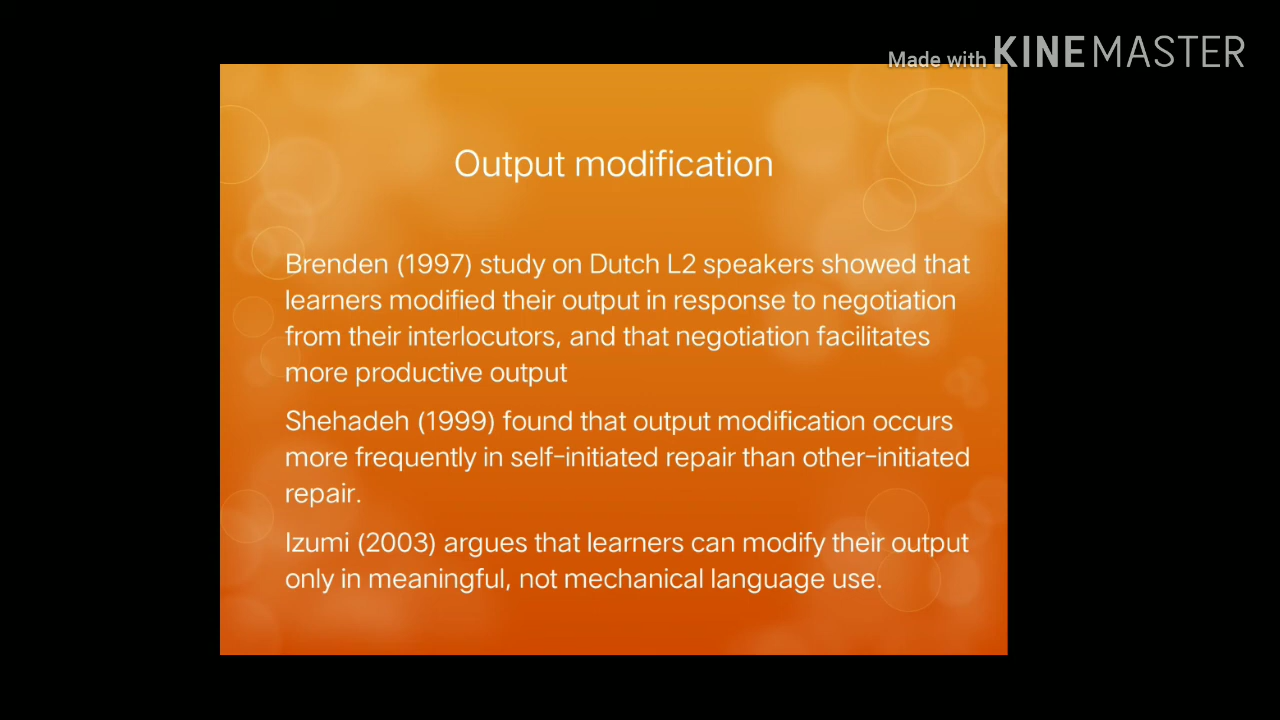 Made with KINEMASTER
Output modification
Brenden (1997) study on Dutch L2 speakers showed that
learners modified their output in response to negotiation
from their interlocutors, and that negotiation facilitates
more productive output
Shehadeh (1999) found that output modification occurs
more frequently in self-initiated repair than other-initiated
repair.
Izumi (2003) argues that learners can modify their output
only in meaningful, not mechanical language use.